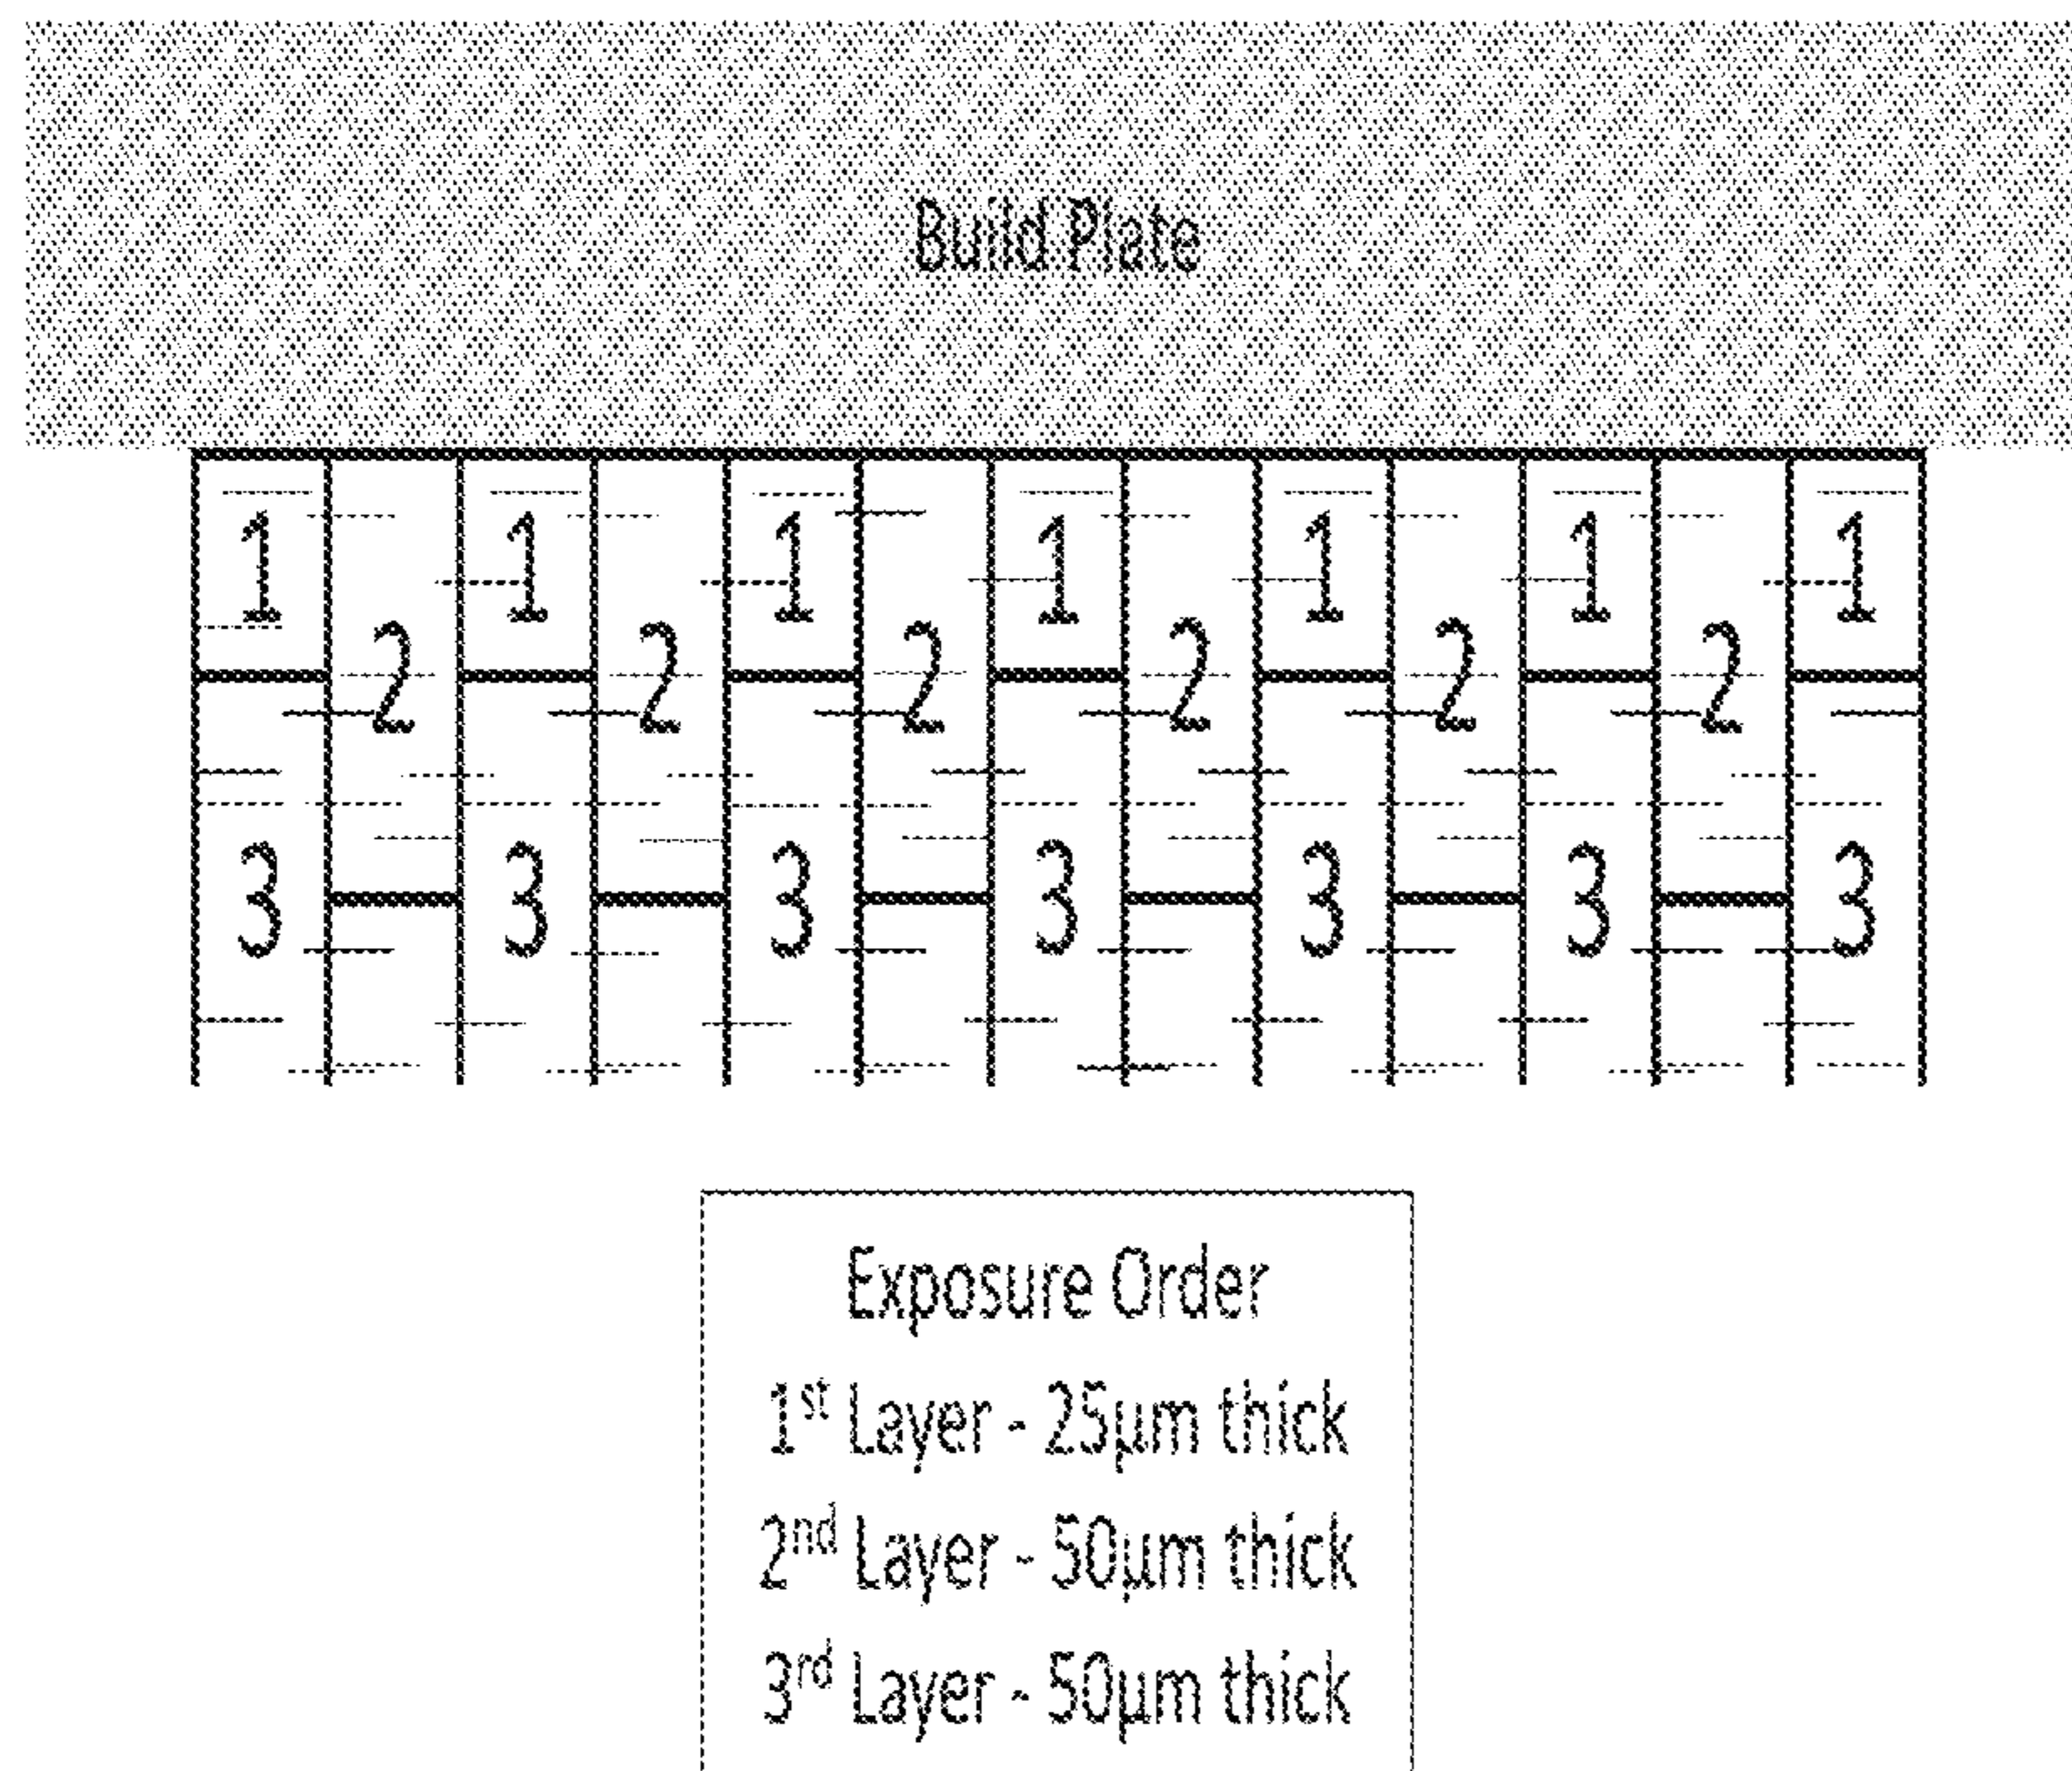 Build Plate
1 1 1 1 1 1 1
2 2 2 2 2 2
3 3 3 3 3 3 3
Exposure Order
1st Layer - 25µm thick
2nd Layer - 50µm thick
3rd Layer - 50µm thick